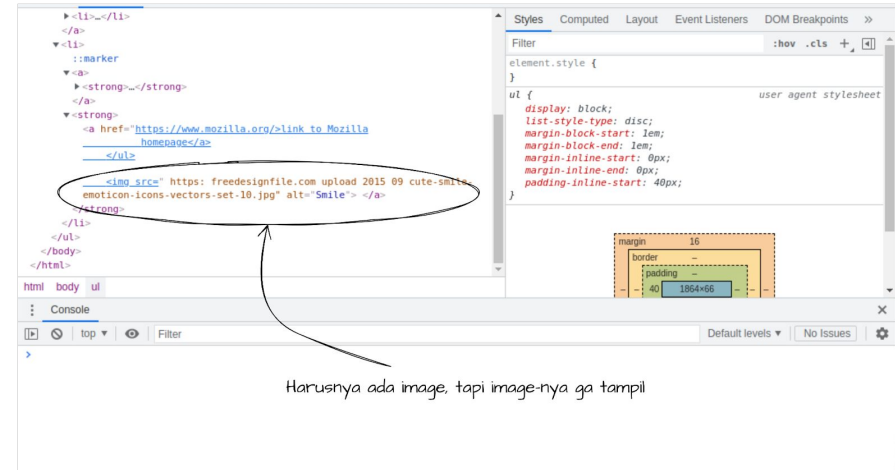 ▶<li>…</li>
</a>
▼<li>
::marker
▼<a>
▶<strong>…</strong>
</a>
▼<strong>
<a href="https://www.mozilla.org/>link to Mozilla
homepage</a>
</ul>
<img src=" https: freedesignfile.com upload 2015 09 cute-smile-
emoticon-icons-vectors-set-10.jpg" alt="Smile"> </a>
</strong>
</li>
</ul>
</body>
</html>
html body ul
Styles Computed Layout Event Listeners DOM Breakpoints »
Filter :hov .cls +
element.style {
}
ul { user agent stylesheet
display: block;
list-style-type: disc;
margin-block-start: 1em;
margin-block-end: 1em;
margin-inline-start: 0px;
margin-inline-end: 0px;
padding-inline-start: 40px;
}
margin 16
border –
padding –
– – 40 1864×66 – – –
Console
top ▼ Filter Default levels ▼ No Issues
>
Harusnya ada image, tapi image-nya ga tampil